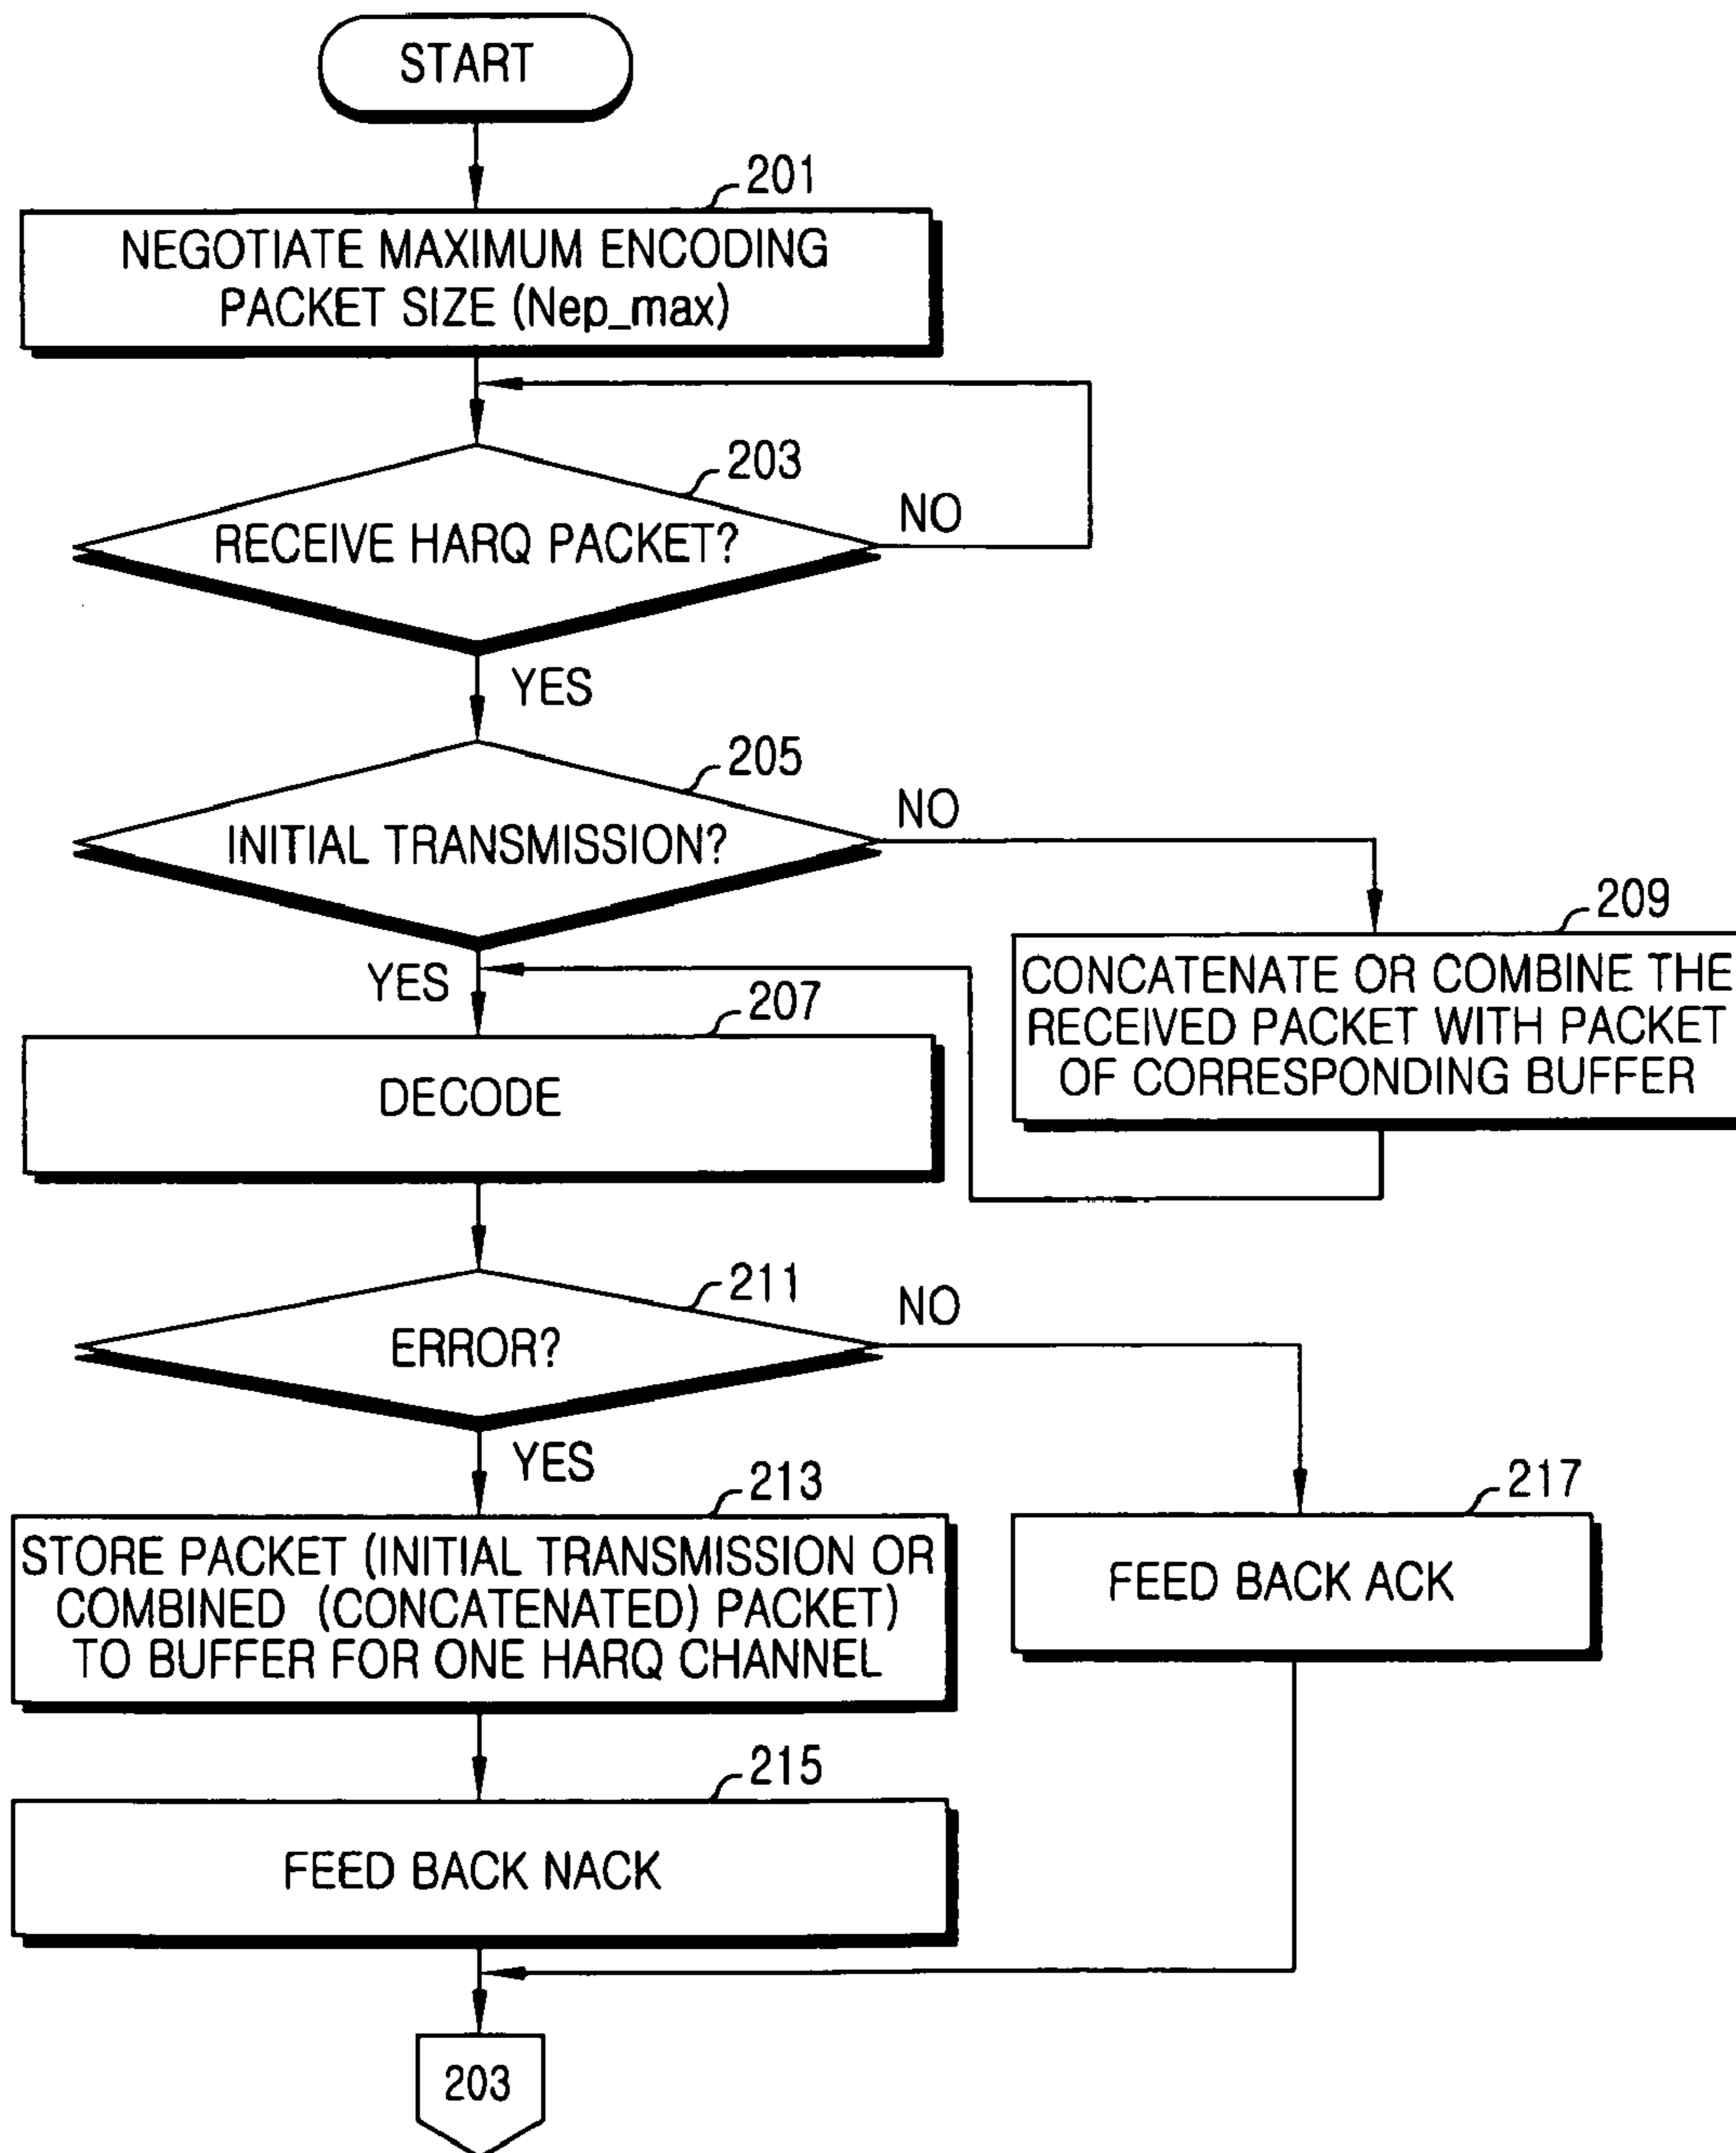 START
201
NEGOTIATE MAXIMUM ENCODING
PACKET SIZE (Nep_max)
203
RECEIVE HARQ PACKET?
NO
YES
205
INITIAL TRANSMISSION?
NO
YES
209
CONCATENATE OR COMBINE THE
RECEIVED PACKET WITH PACKET
OF CORRESPONDING BUFFER
207
DECODE
211
ERROR?
NO
YES
213
STORE PACKET (INITIAL TRANSMISSION OR
COMBINED (CONCATENATED) PACKET)
TO BUFFER FOR ONE HARQ CHANNEL
217
FEED BACK ACK
215
FEED BACK NACK
203